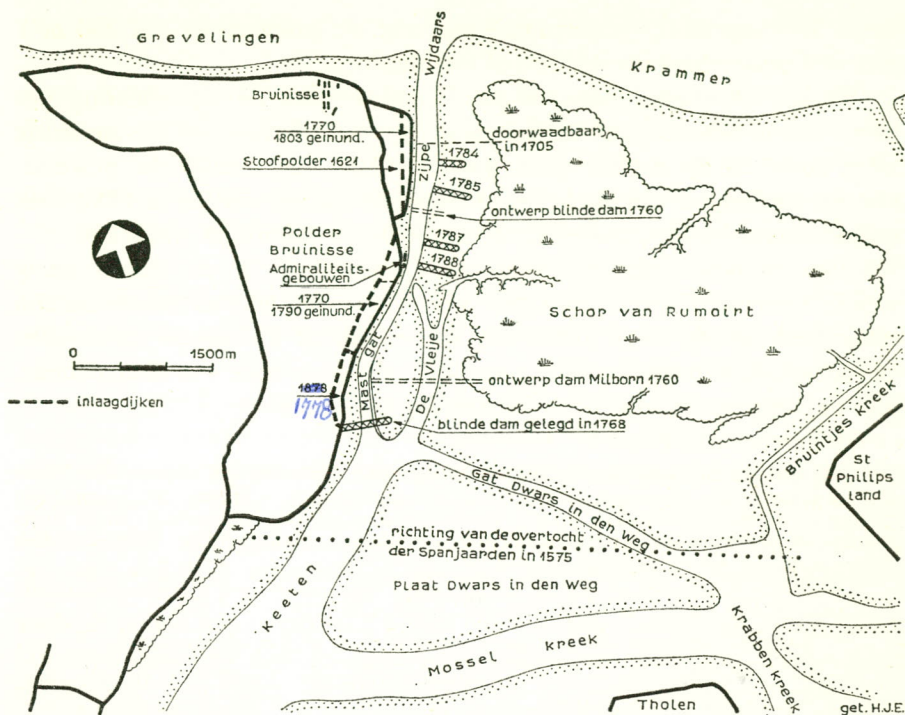 Grevelingen
Wijdaars
Krammer
Bruinisse
1770
1803 geinund.
Stoofpolder 1621
Zijpe
doorwaadbaar
in 1705
1784
1785
ontwerp blinde dam 1760
Polder
Bruinisse
Admiraliteits-
gebouwen
1787
1788
1770
1790 geinund.
Schor van Rumoirt
0 1500m
Mast gat
De Vleije
ontwerp dam Milborn 1760
inlaagdijken
1878
1778
blinde dam gelegd in 1768
Bruintjes kreek
St
Philips
land
Gat Dwars in den Weg
richting van de overtocht
der Spanjaarden in 1575
Plaat Dwars in den Weg
Keeten
Mossel kreek
Krabben kreek
Tholen
get. H.J.E.